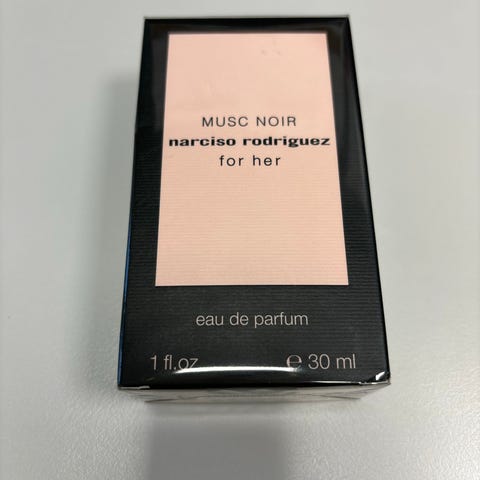 MUSC NOIR
narciso rodriguez
for her
eau de parfum
1 fl.oz ℮ 30 ml